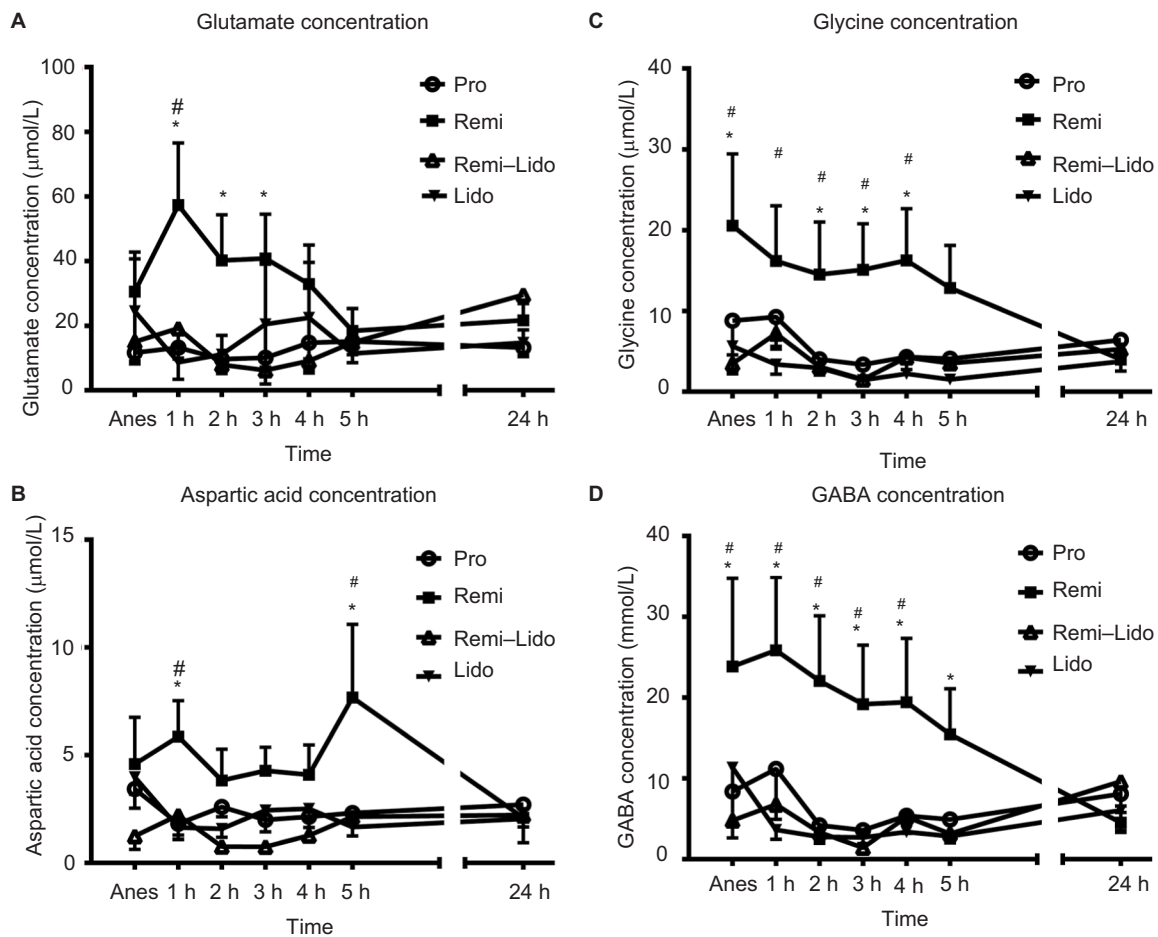 A
Glutamate concentration
Glutamate concentration (μmol/L)
100
80
60
40
20
0
#
*
*
*
Pro
Remi
Remi–Lido
Lido
Anes 1 h 2 h 3 h 4 h 5 h 24 h
Time
C
Glycine concentration
Glycine concentration (μmol/L)
40
30
20
10
0
#
*
#
#
*
#
*
#
*
Pro
Remi
Remi–Lido
Lido
Anes 1 h 2 h 3 h 4 h 5 h 24 h
Time
B
Aspartic acid concentration
Aspartic acid concentration (μmol/L)
15
10
5
0
#
*
#
*
Pro
Remi
Remi–Lido
Lido
Anes 1 h 2 h 3 h 4 h 5 h 24 h
Time
D
GABA concentration
GABA concentration (mmol/L)
40
30
20
10
0
#
*
#
*
#
*
#
*
#
*
*
Pro
Remi
Remi–Lido
Lido
Anes 1 h 2 h 3 h 4 h 5 h 24 h
Time